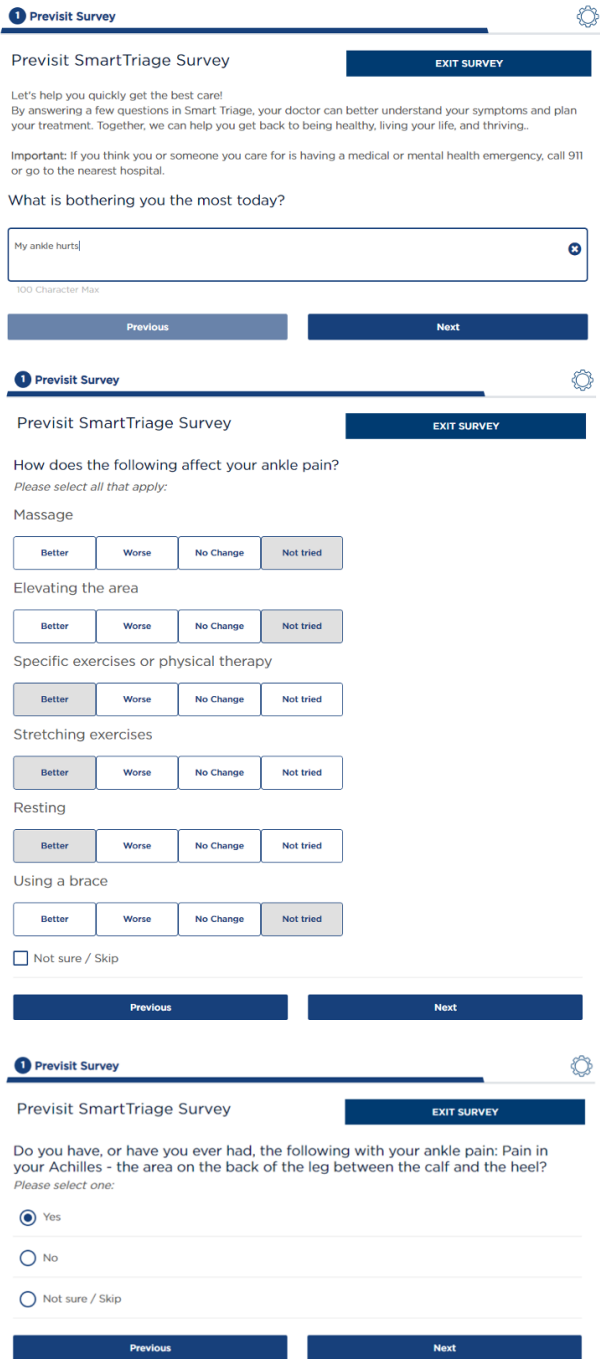 1 Previsit Survey
Previsit SmartTriage Survey
EXIT SURVEY
Let's help you quickly get the best care!
By answering a few questions in Smart Triage, your doctor can better understand your symptoms and plan
your treatment. Together, we can help you get back to being healthy, living your life, and thriving..
Important: If you think you or someone you care for is having a medical or mental health emergency, call 911
or go to the nearest hospital.
What is bothering you the most today?
My ankle hurts
100 Character Max
Previous Next
1 Previsit Survey
Previsit SmartTriage Survey
EXIT SURVEY
How does the following affect your ankle pain?
Please select all that apply:
Massage
Better Worse No Change Not tried
Elevating the area
Better Worse No Change Not tried
Specific exercises or physical therapy
Better Worse No Change Not tried
Stretching exercises
Better Worse No Change Not tried
Resting
Better Worse No Change Not tried
Using a brace
Better Worse No Change Not tried
Not sure / Skip
Previous Next
1 Previsit Survey
Previsit SmartTriage Survey
EXIT SURVEY
Do you have, or have you ever had, the following with your ankle pain: Pain in
your Achilles - the area on the back of the leg between the calf and the heel?
Please select one:
Yes
No
Not sure / Skip
Previous Next